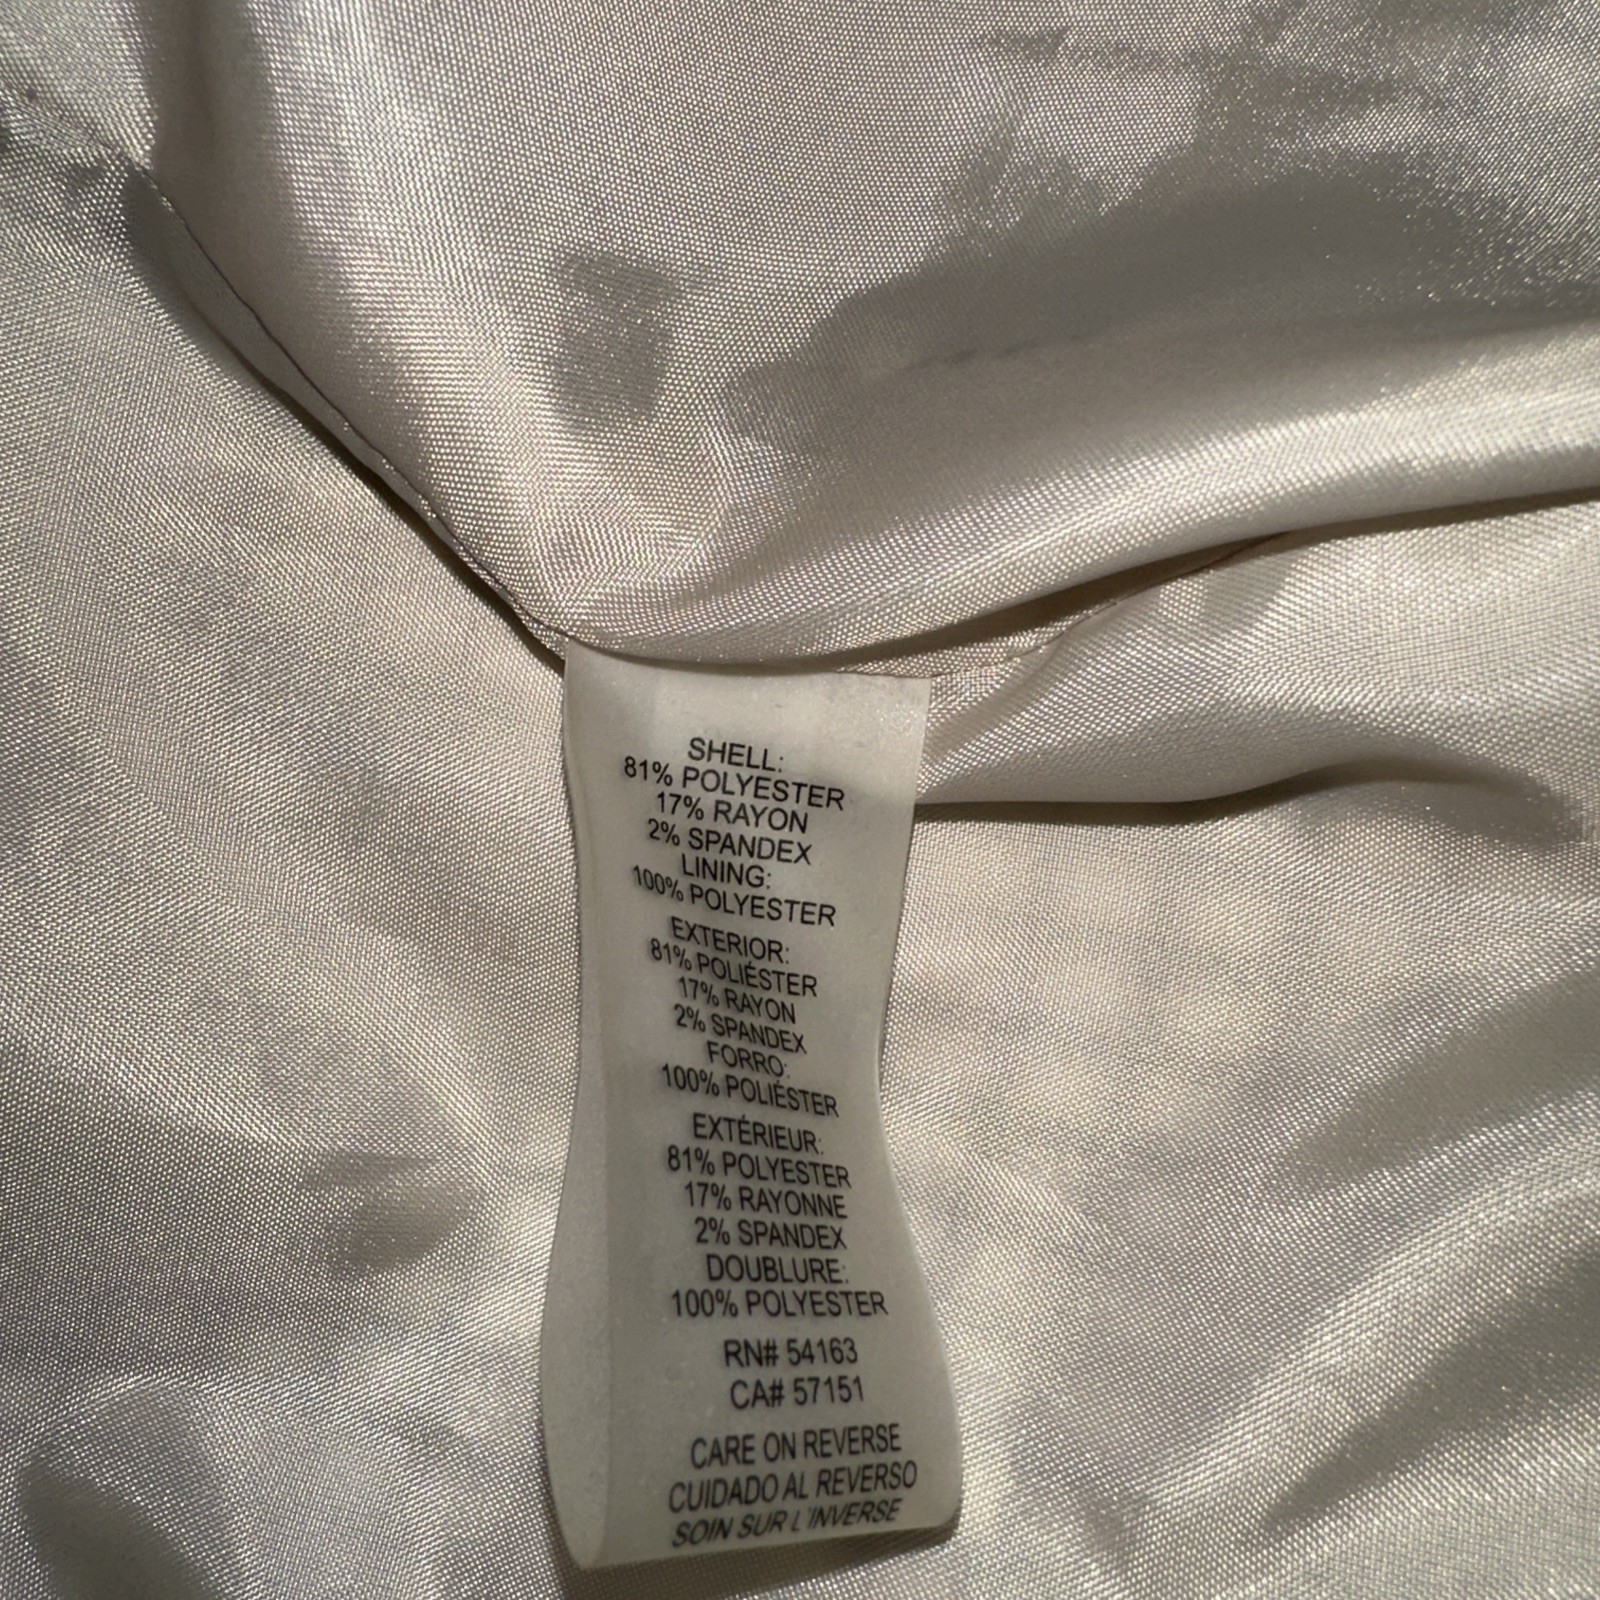 SHELL:
81% POLYESTER
17% RAYON
2% SPANDEX
LINING:
100% POLYESTER
EXTERIOR:
81% POLIÉSTER
17% RAYON
2% SPANDEX
FORRO:
100% POLIÉSTER
EXTÉRIEUR:
81% POLYESTER
17% RAYONNE
2% SPANDEX
DOUBLURE:
100% POLYESTER
RN# 54163
CA# 57151
CARE ON REVERSE
CUIDADO AL REVERSO
SOIN SUR L'INVERSE